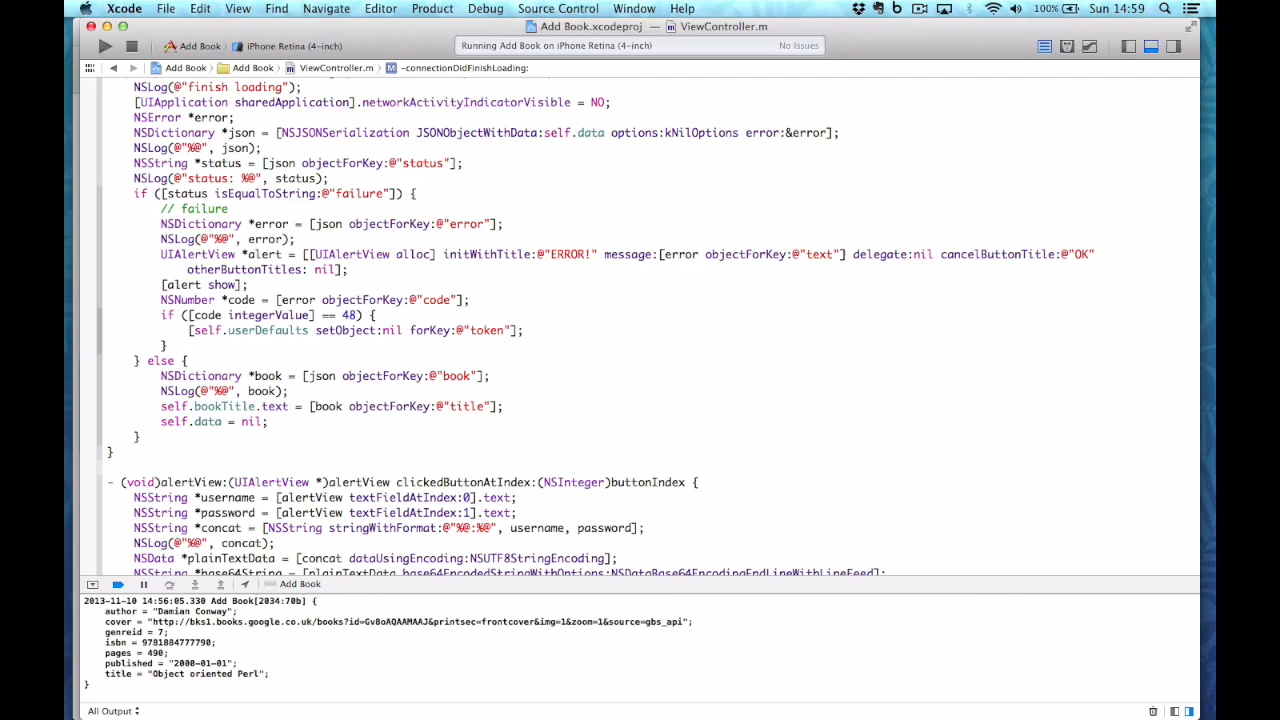 Xcode File Edit View Find Navigate Editor Product Debug Source Control Window Help 100% Sun 14:59
Add Book.xcodeproj — ViewController.m
Add Book iPhone Retina (4-inch) Running Add Book on iPhone Retina (4-inch) No Issues
Add Book Add Book ViewController.m M -connectionDidFinishLoading:
NSLog(@"finish loading");
[UIApplication sharedApplication].networkActivityIndicatorVisible = NO;
NSError *error;
NSDictionary *json = [NSJSONSerialization JSONObjectWithData:self.data options:kNilOptions error:&error];
NSLog(@"%@", json);
NSString *status = [json objectForKey:@"status"];
NSLog(@"status: %@", status);
if ([status isEqualToString:@"failure"]) {
// failure
NSDictionary *error = [json objectForKey:@"error"];
NSLog(@"%@", error);
UIAlertView *alert = [[UIAlertView alloc] initWithTitle:@"ERROR!" message:[error objectForKey:@"text"] delegate:nil cancelButtonTitle:@"OK"
otherButtonTitles: nil];
[alert show];
NSNumber *code = [error objectForKey:@"code"];
if ([code integerValue] == 48) {
[self.userDefaults setObject:nil forKey:@"token"];
}
} else {
NSDictionary *book = [json objectForKey:@"book"];
NSLog(@"%@", book);
self.bookTitle.text = [book objectForKey:@"title"];
self.data = nil;
}
}
- (void)alertView:(UIAlertView *)alertView clickedButtonAtIndex:(NSInteger)buttonIndex {
NSString *username = [alertView textFieldAtIndex:0].text;
NSString *password = [alertView textFieldAtIndex:1].text;
NSString *concat = [NSString stringWithFormat:@"%@:%@", username, password];
NSLog(@"%@", concat);
NSData *plainTextData = [concat dataUsingEncoding:NSUTF8StringEncoding];
NSString *base64String = [plainTextData base64EncodedStringWithOptions:NSDataBase64EncodingEndLineWithLineFeed];
Add Book
2013-11-10 14:56:05.330 Add Book[2034:70b] {
author = "Damian Conway";
cover = "http://bks1.books.google.co.uk/books?id=Gv8oAQAAMAAJ&printsec=frontcover&img=1&zoom=1&source=gbs_api";
genreid = 7;
isbn = 9781884777790;
pages = 490;
published = "2000-01-01";
title = "Object oriented Perl";
}
All Output